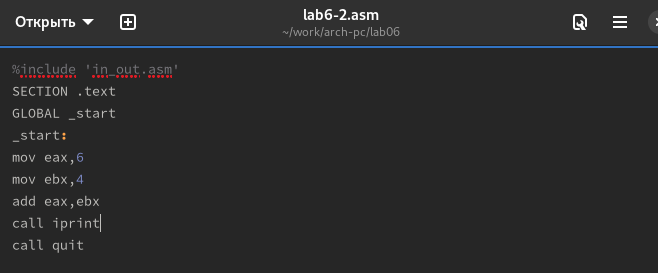 Открыть
lab6-2.asm
~/work/arch-pc/lab06
%include 'in_out.asm'
SECTION .text
GLOBAL _start
_start:
mov eax,6
mov ebx,4
add eax,ebx
call iprint
call quit